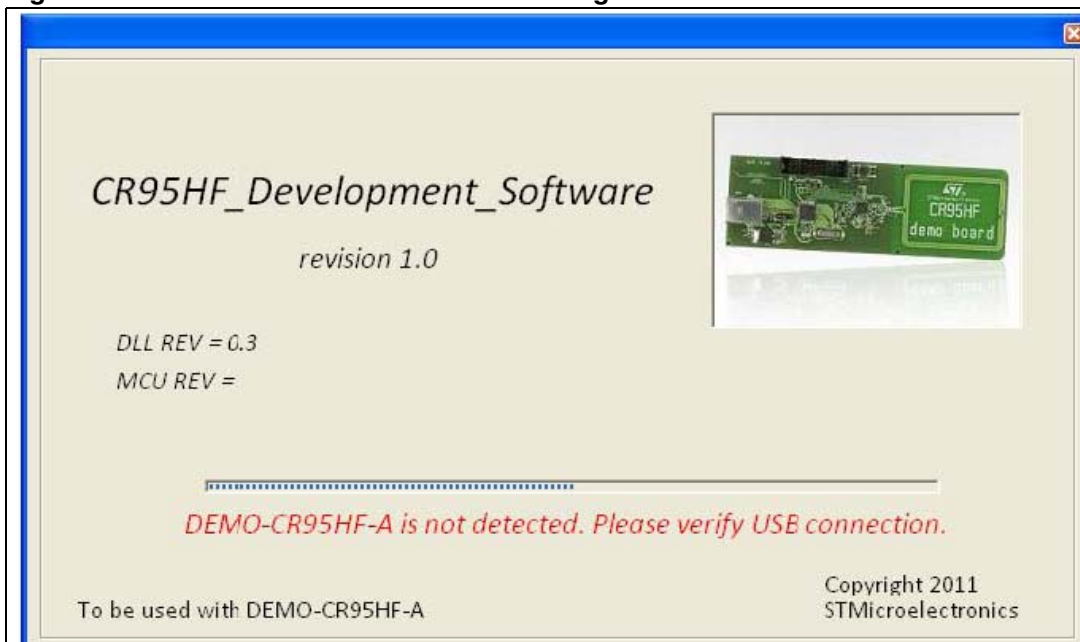 CR95HF_Development_Software
revision 1.0
CR95HF
demo board
DLL REV = 0.3
MCU REV =
DEMO-CR95HF-A is not detected. Please verify USB connection.
To be used with DEMO-CR95HF-A
Copyright 2011
STMicroelectronics